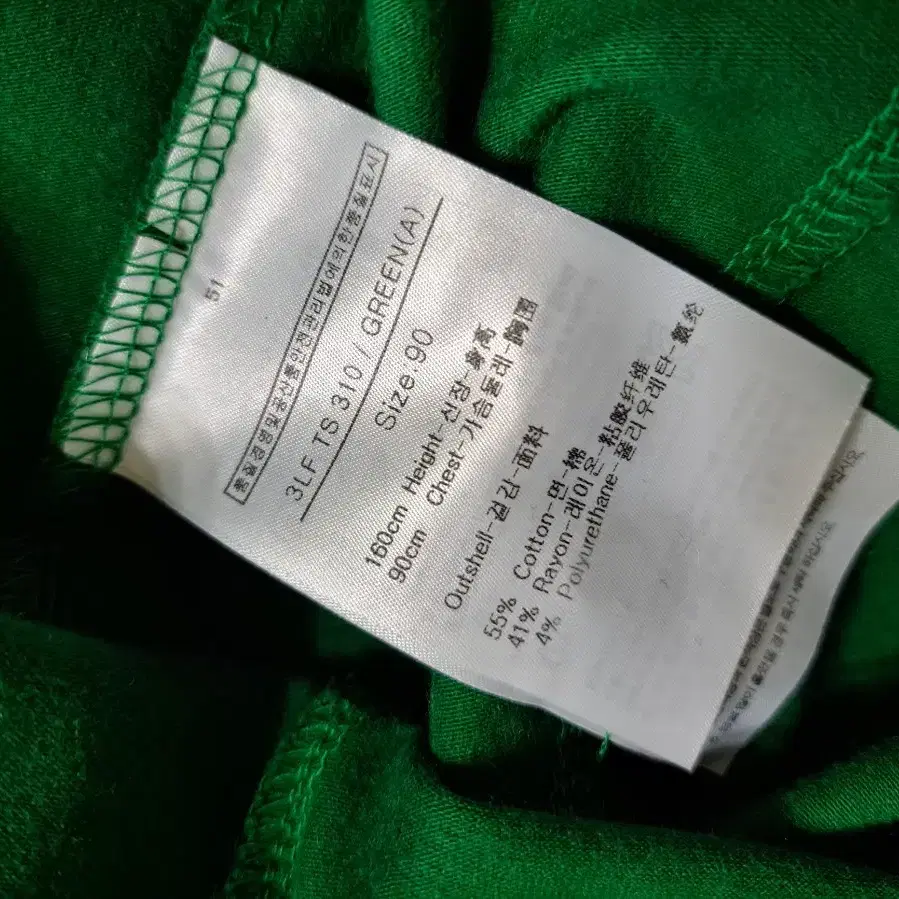 51
품질경영및공산품안전관리법에의한품질표시
3LF TS 310 / GREEN(A)
Size.90
160cm Height-신장-身高
90cm Chest-가슴둘레-胸围
Outshell-겉감-面料
55% Cotton-면-棉
41% Rayon-레이온-粘胶纤维
4% Polyurethane-폴리우레탄-氨纶